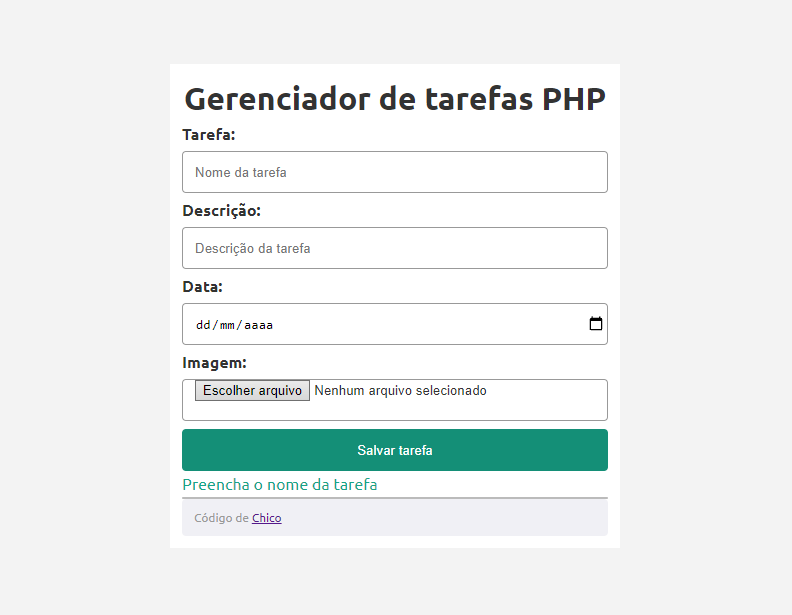 Gerenciador de tarefas PHP
Tarefa:
Nome da tarefa
Descrição:
Descrição da tarefa
Data:
dd/mm/aaaa
Imagem:
Escolher arquivo Nenhum arquivo selecionado
Salvar tarefa
Preencha o nome da tarefa
Código de Chico